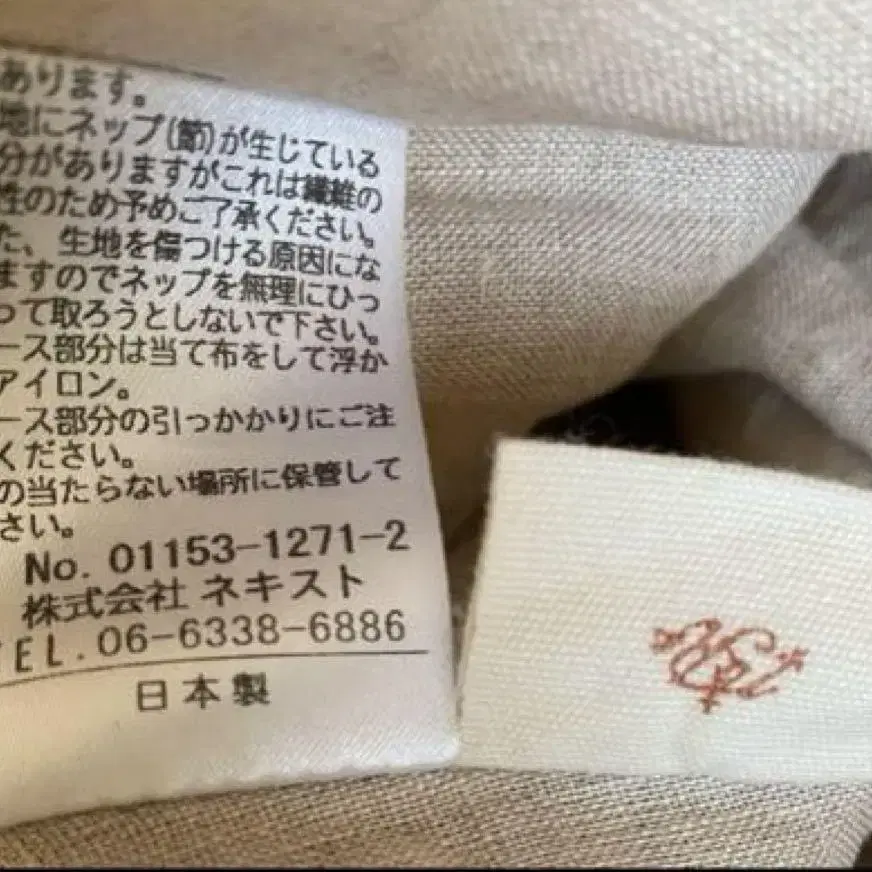 あります。
地にネップ(節)が生じている
分がありますがこれは繊維の
性のため予めご了承ください。
た、生地を傷つける原因にな
ますのでネップを無理にひっ
って取ろうとしないで下さい。
ース部分は当て布をして浮か
アイロン。
ース部分の引っかかりにご注
ください。
の当たらない場所に保管して
さい。
No. 01153-1271-2
株式会社 ネキスト
TEL.06-6338-6886
日本製